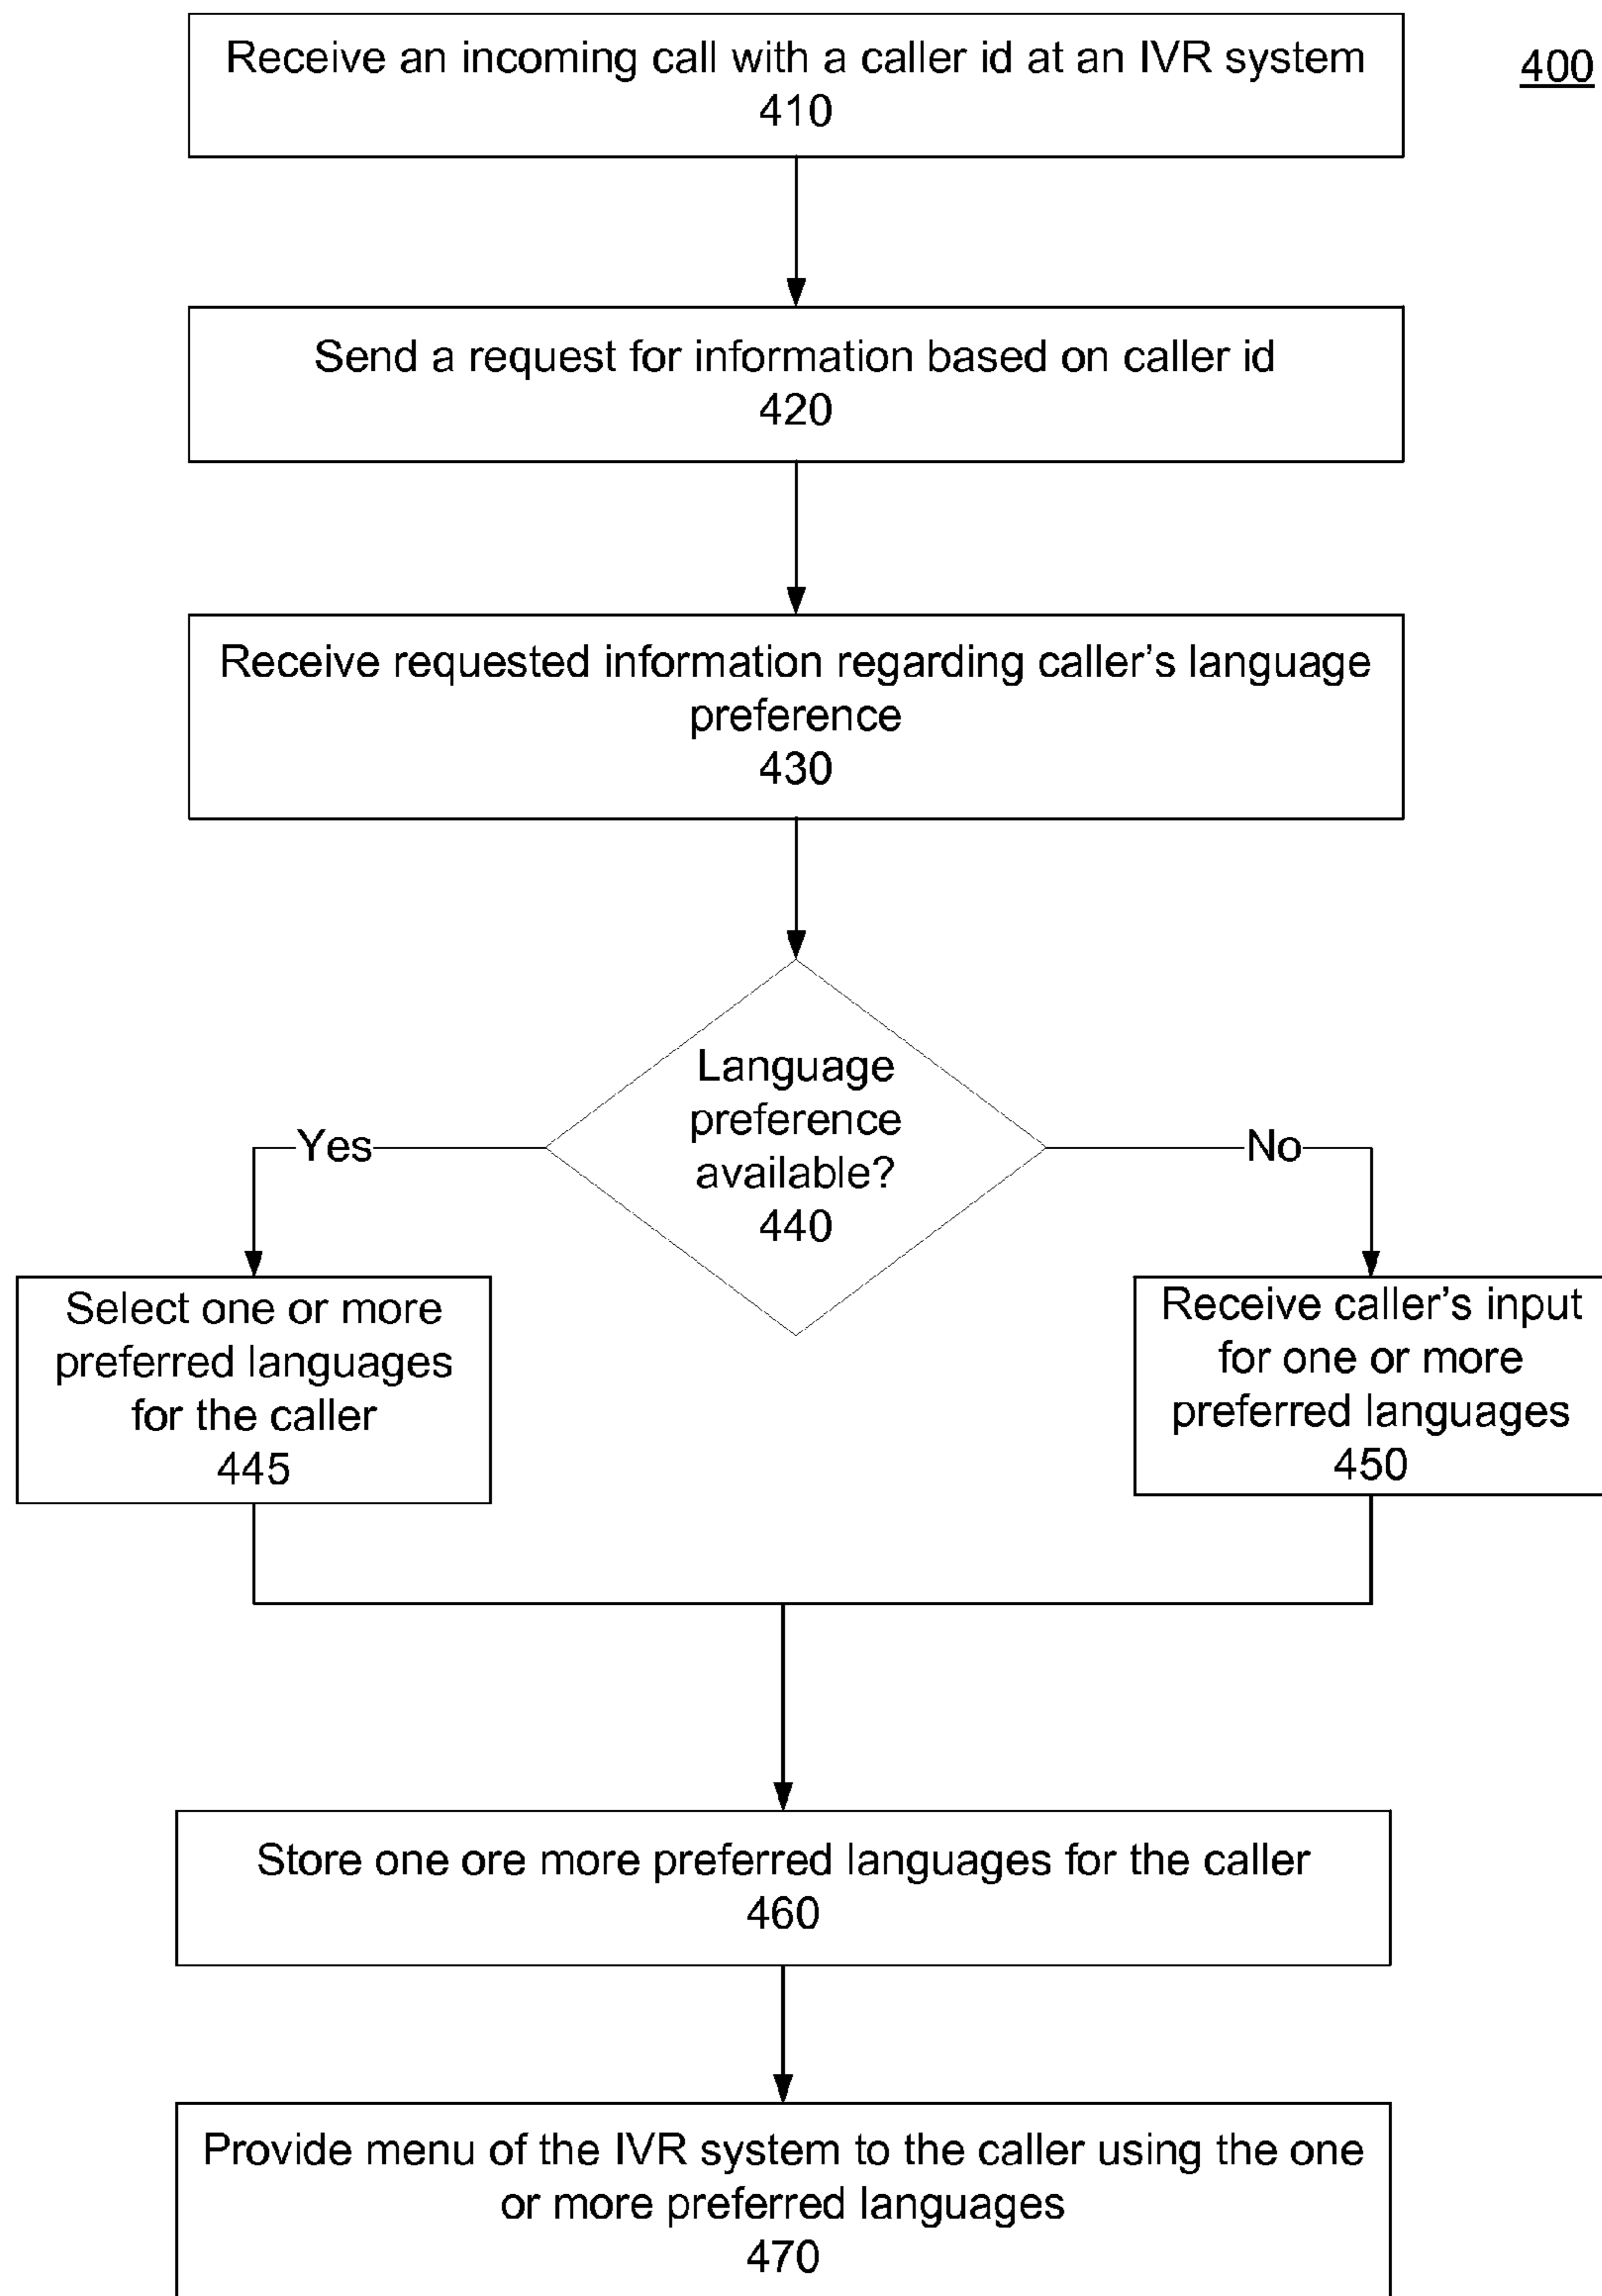 Receive an incoming call with a caller id at an IVR system
410
400
Send a request for information based on caller id
420
Receive requested information regarding caller's language
preference
430
Language
preference
available?
440
Yes
No
Select one or more
preferred languages
for the caller
445
Receive caller's input
for one or more
preferred languages
450
Store one ore more preferred languages for the caller
460
Provide menu of the IVR system to the caller using the one
or more preferred languages
470